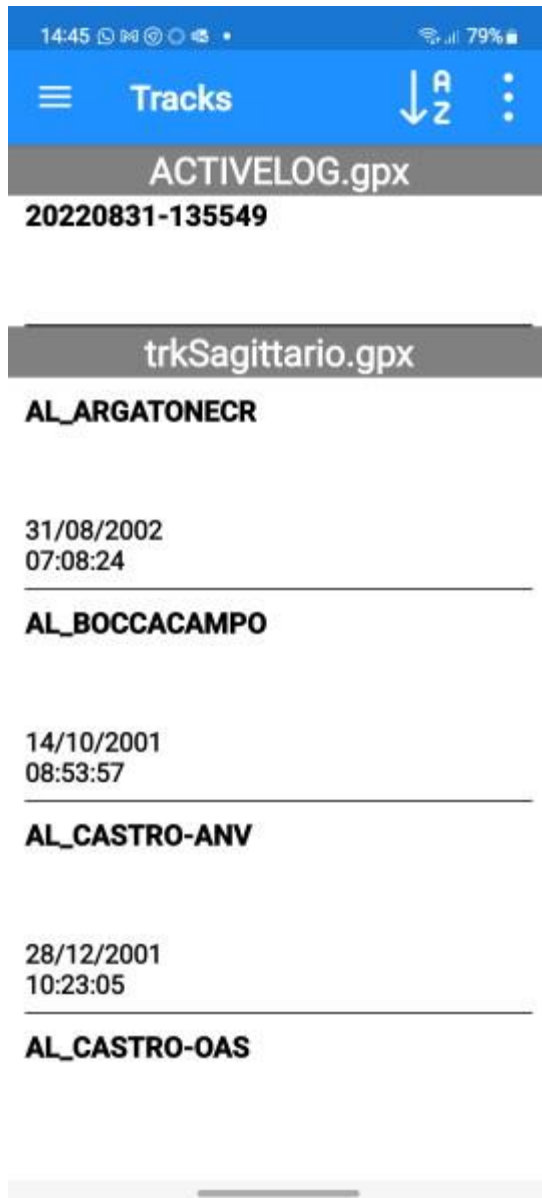 14:45 79%
Tracks A
Z
ACTIVELOG.gpx
20220831-135549
trkSagittario.gpx
AL_ARGATONECR
31/08/2002
07:08:24
AL_BOCCACAMPO
14/10/2001
08:53:57
AL_CASTRO-ANV
28/12/2001
10:23:05
AL_CASTRO-OAS